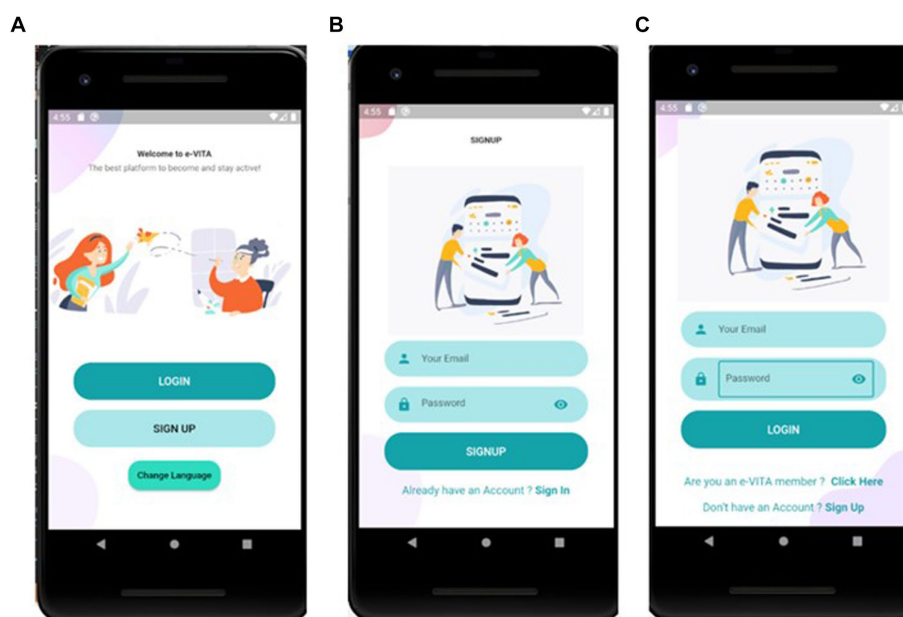 A
B
C
4:55
Welcome to e-VITA
The best platform to become and stay active!
LOGIN
SIGN UP
Change Language
4:55
SIGNUP
Your Email
Password
SIGNUP
Already have an Account ? Sign In
4:55
Your Email
Password
LOGIN
Are you an e-VITA member ? Click Here
Don't have an Account ? Sign Up